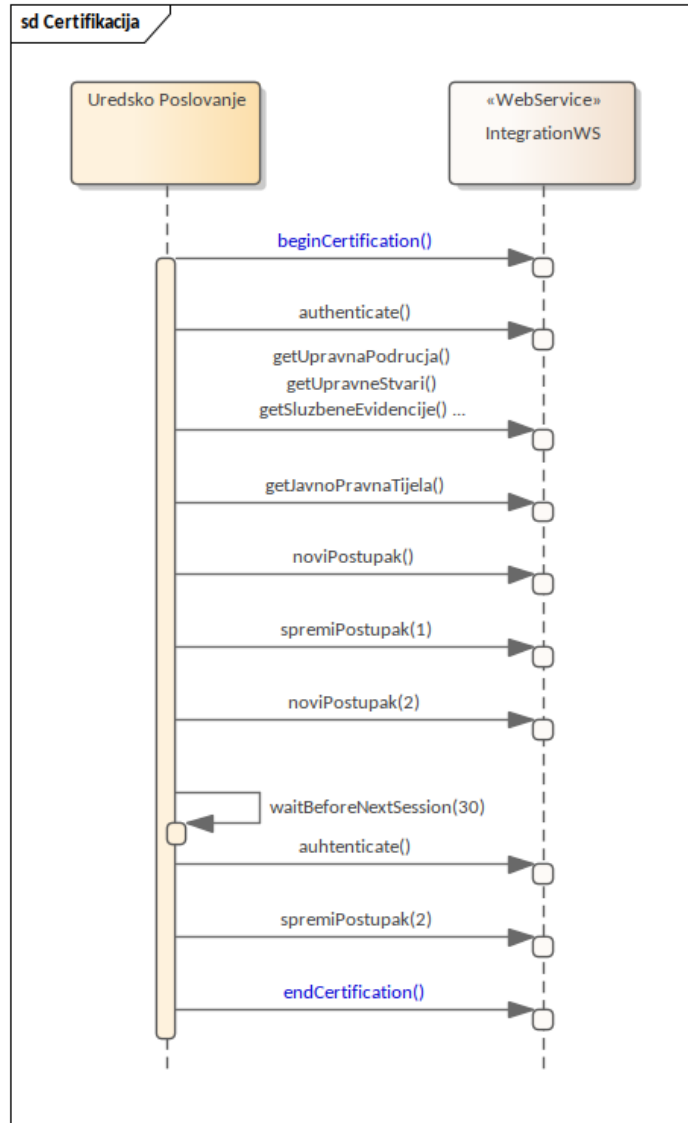 sd Certifikacija
Uredsko Poslovanje
«WebService»
IntegrationWS
beginCertification()
authenticate()
getUpravnaPodrucja()
getUpravneStvari()
getSluzbeneEvidencije() ...
getJavnoPravnaTijela()
noviPostupak()
spremiPostupak(1)
noviPostupak(2)
waitBeforeNextSession(30)
auhtenticate()
spremiPostupak(2)
endCertification()